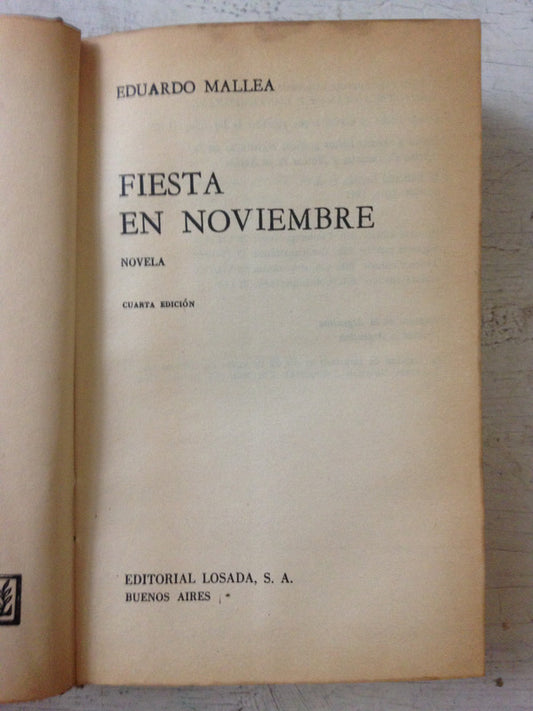 EDUARDO MALLEA
FIESTA
EN NOVIEMBRE
NOVELA
CUARTA EDICIÓN
EDITORIAL LOSADA, S. A.
BUENOS AIRES